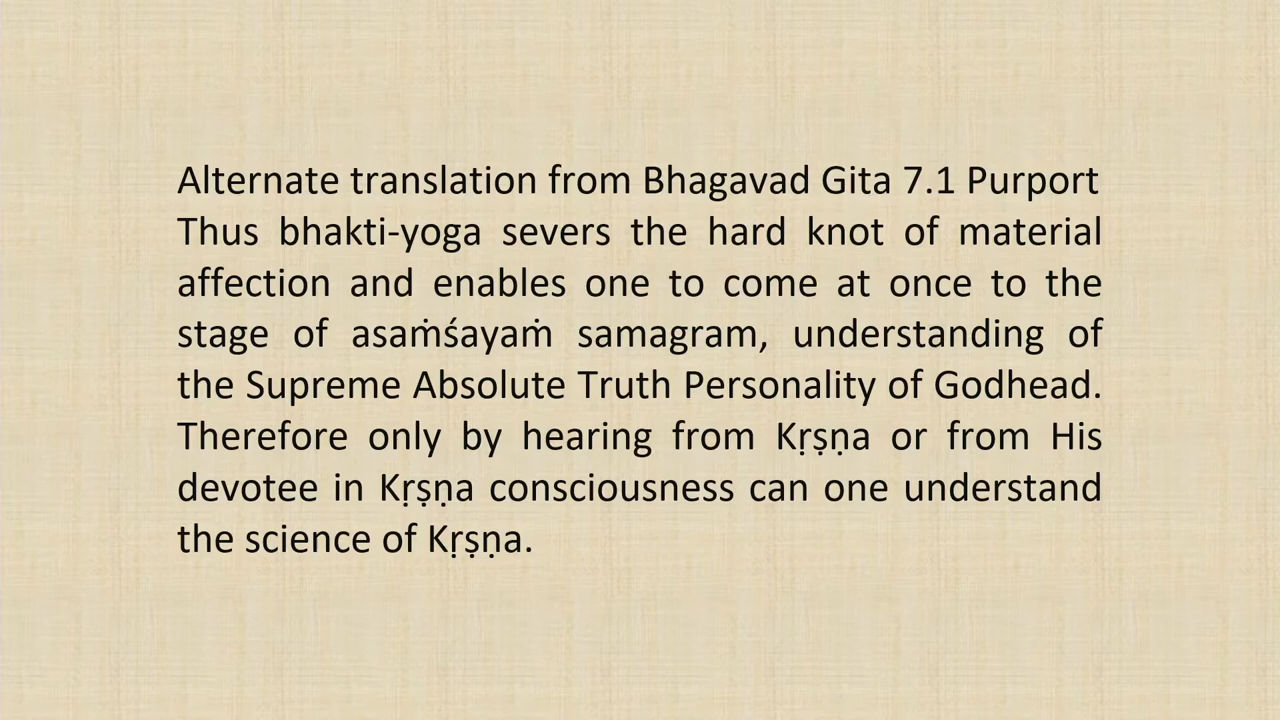 Alternate translation from Bhagavad Gita 7.1 Purport
Thus bhakti-yoga severs the hard knot of material
affection and enables one to come at once to the
stage of asaṁśayaṁ samagram, understanding of
the Supreme Absolute Truth Personality of Godhead.
Therefore only by hearing from Kṛṣṇa or from His
devotee in Kṛṣṇa consciousness can one understand
the science of Kṛṣṇa.